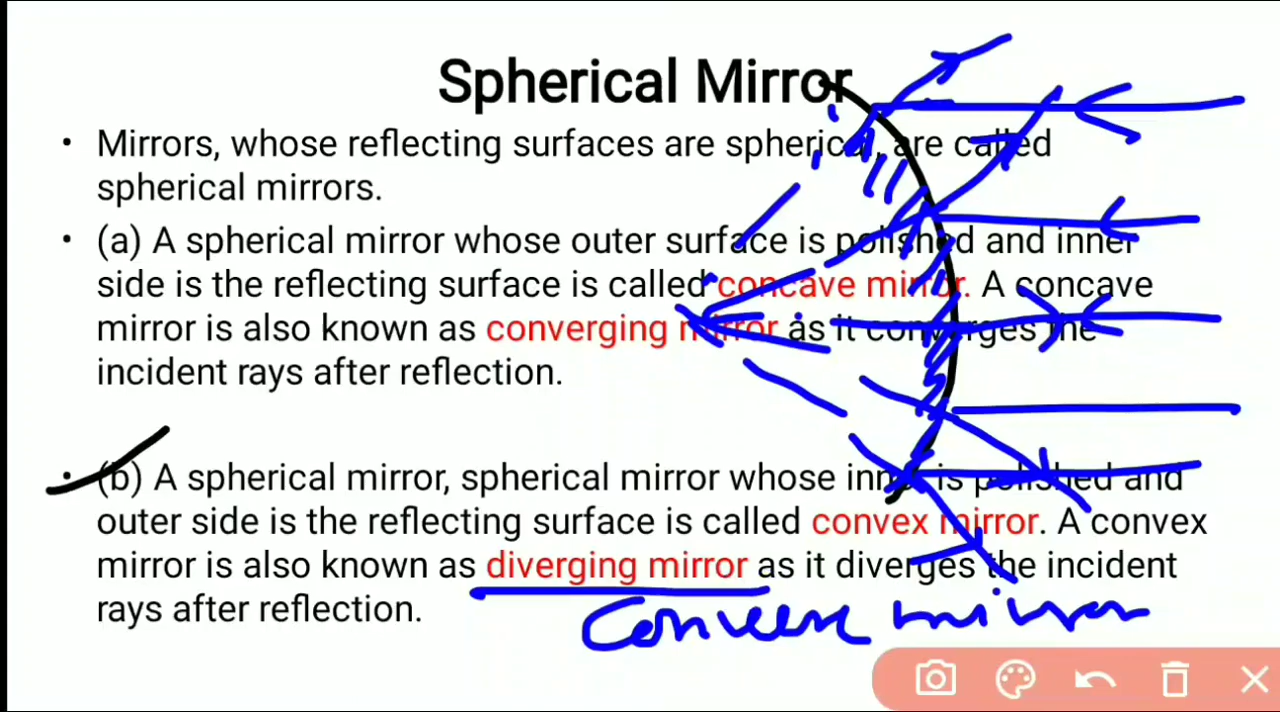 Spherical Mirror
• Mirrors, whose reflecting surfaces are spherical, are called
spherical mirrors.
• (a) A spherical mirror whose outer surface is polished and inner
side is the reflecting surface is called concave mirror. A concave
mirror is also known as converging mirror as it converges the
incident rays after reflection.
• (b) A spherical mirror, spherical mirror whose inner is polished and
outer side is the reflecting surface is called convex mirror. A convex
mirror is also known as diverging mirror as it diverges the incident
rays after reflection.
Convex mirror